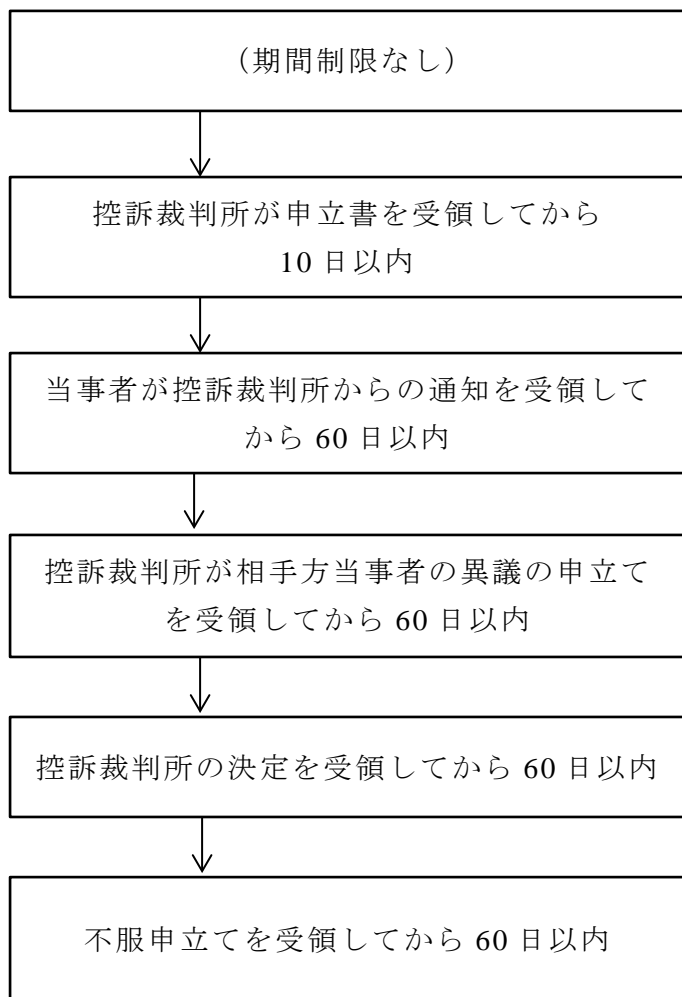 （期間制限なし）
控訴裁判所が申立書を受領してから
10 日以内
当事者が控訴裁判所からの通知を受領して
から 60 日以内
控訴裁判所が相手方当事者の異議の申立て
を受領してから 60 日以内
控訴裁判所の決定を受領してから 60 日以内
不服申立てを受領してから 60 日以内